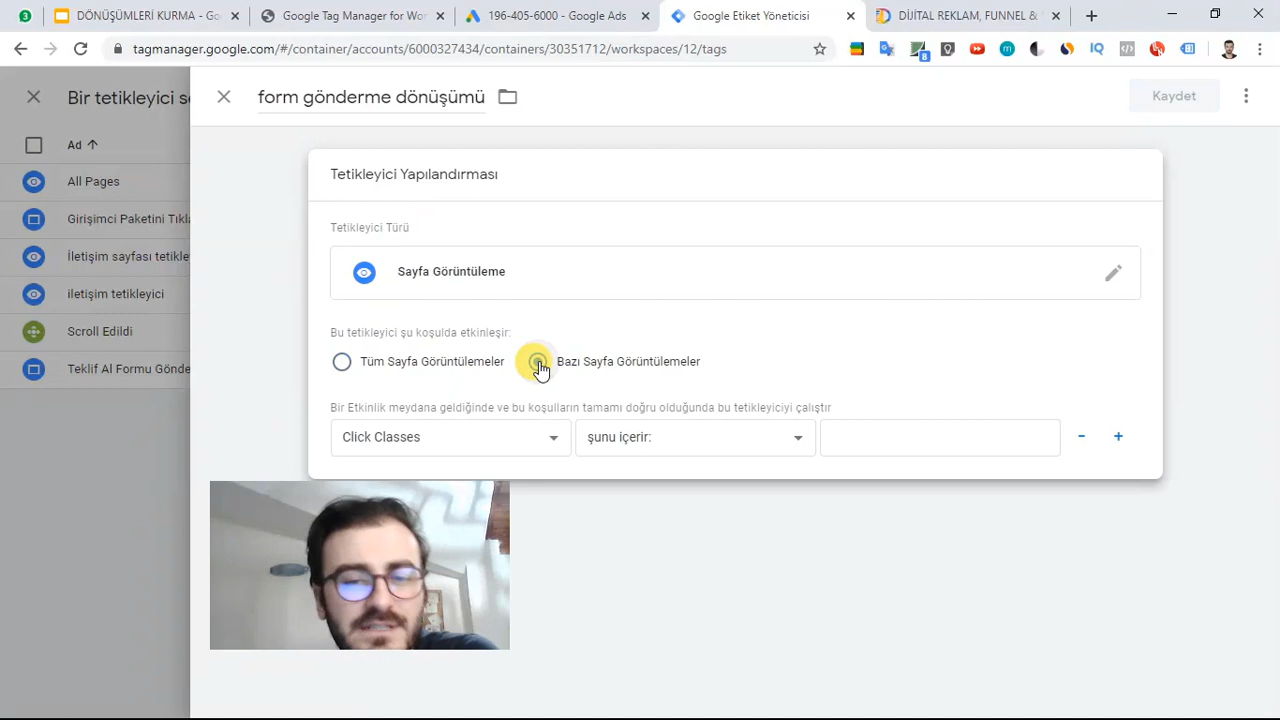 DÖNÜŞÜMLERİ KURMA - Go
Google Tag Manager for Wor
196-405-6000 - Google Ads
Google Etiket Yöneticisi
DİJİTAL REKLAM, FUNNEL &
tagmanager.google.com/#/container/accounts/6000327434/containers/30351712/workspaces/12/tags
Bir tetikleyici se
form gönderme dönüşümü
Kaydet
Ad
All Pages
Girişimci Paketini Tıkla
İletişim sayfası tetikle
iletişim tetikleyici
Scroll Edildi
Teklif Al Formu Gönde
Tetikleyici Yapılandırması
Tetikleyici Türü
Sayfa Görüntüleme
Bu tetikleyici şu koşulda etkinleşir:
Tüm Sayfa Görüntülemeler
Bazı Sayfa Görüntülemeler
Bir Etkinlik meydana geldiğinde ve bu koşulların tamamı doğru olduğunda bu tetikleyiciyi çalıştır
Click Classes
şunu içerir:
- +